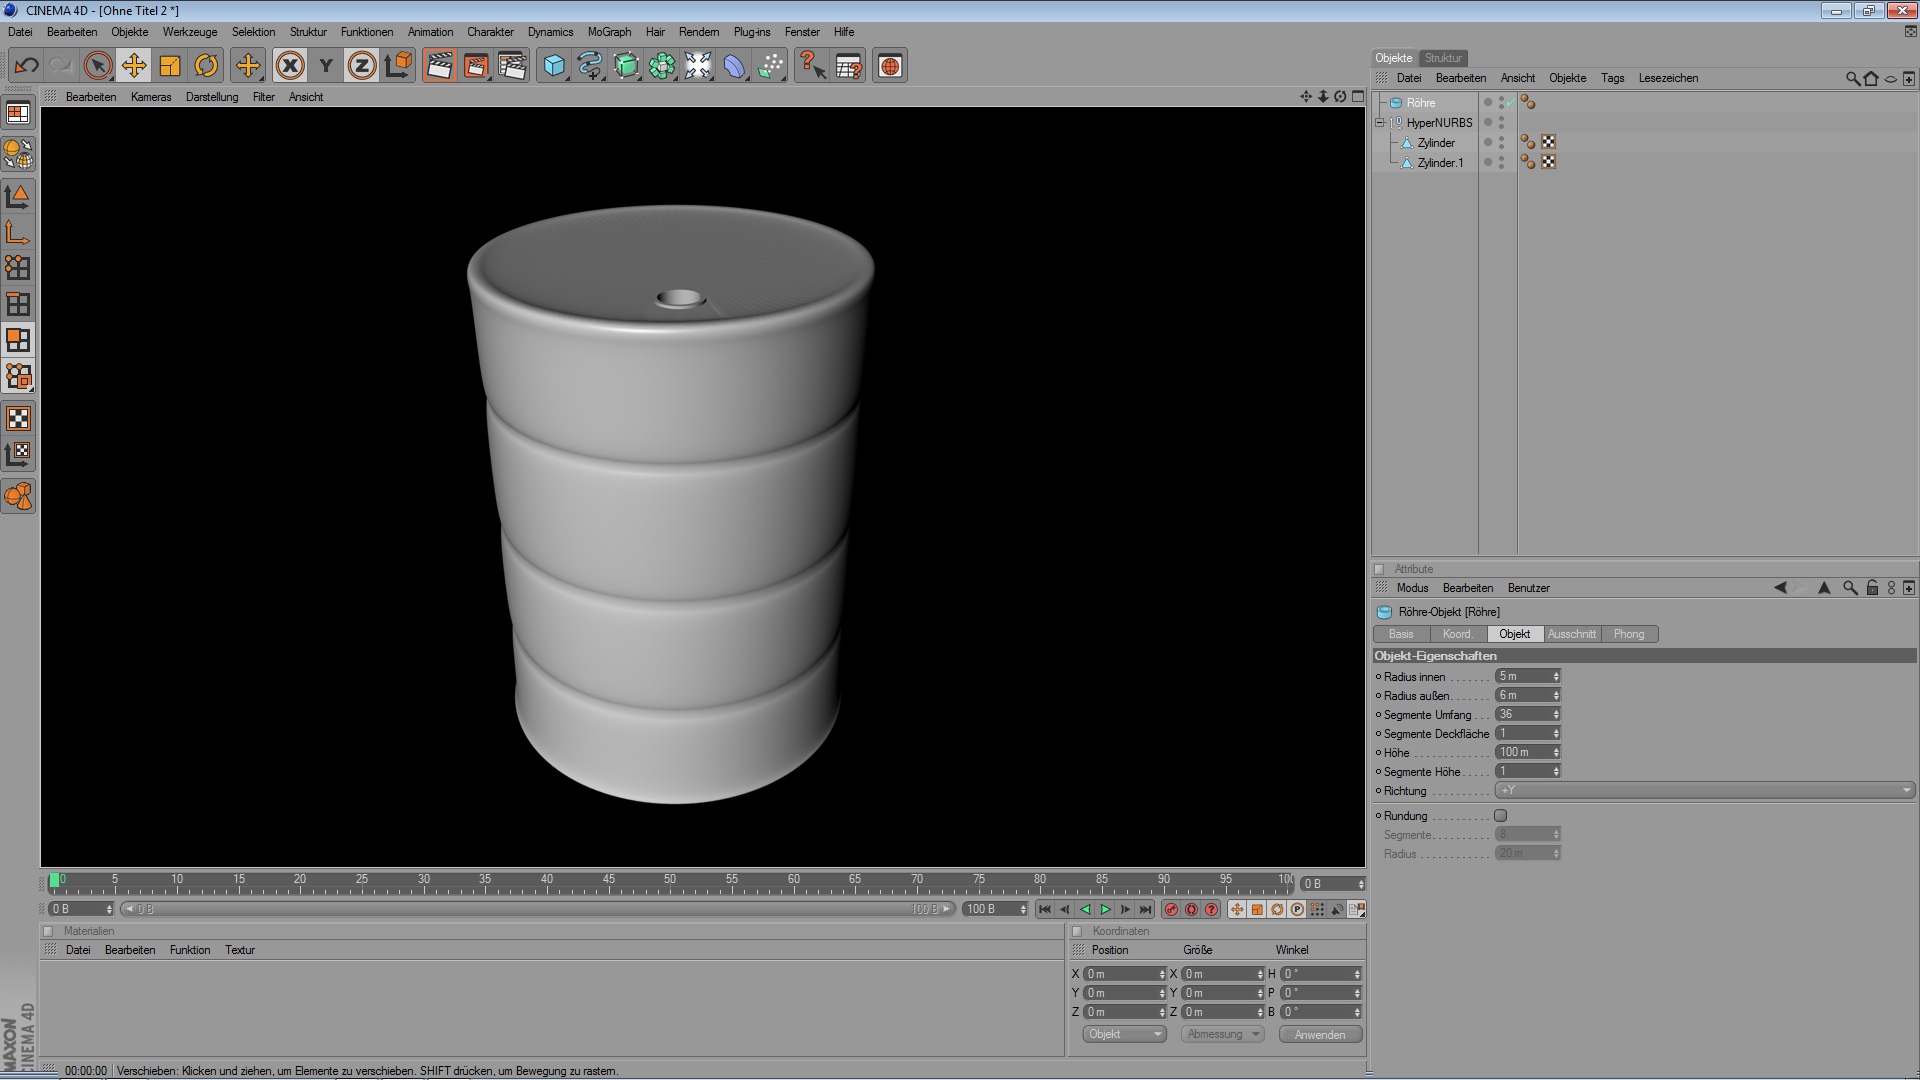 CINEMA 4D - [Ohne Titel 2 *]
Datei Bearbeiten Objekte Werkzeuge Selektion Struktur Funktionen Animation Charakter Dynamics MoGraph Hair Rendern Plug-ins Fenster Hilfe
X Y Z
Objekte Struktur
Datei Bearbeiten Ansicht Objekte Tags Lesezeichen
Bearbeiten Kameras Darstellung Filter Ansicht
Röhre
HyperNURBS
Zylinder
Zylinder.1
Attribute
Modus Bearbeiten Benutzer
Röhre-Objekt [Röhre]
Basis Koord. Objekt Ausschnitt Phong
Objekt-Eigenschaften
Radius innen . . . . . . . 5 m
Radius außen . . . . . . . 6 m
Segmente Umfang . . . 36
Segmente Deckfläche 1
Höhe . . . . . . . . . . . . 100 m
Segmente Höhe . . . . . 1
Richtung . . . . . . . . . . +Y
Rundung . . . . . . . . . .
Segmente . . . . . . . . . . 8
Radius . . . . . . . . . . . . 20 m
0 5 10 15 20 25 30 35 40 45 50 55 60 65 70 75 80 85 90 95 100 0 B
0 B 0 B 100 B 100 B
Materialien
Datei Bearbeiten Funktion Textur
Koordinaten
Position Größe Winkel
X 0 m X 0 m H 0 °
Y 0 m Y 0 m P 0 °
Z 0 m Z 0 m B 0 °
Objekt Abmessung Anwenden
MAXON
CINEMA 4D
00:00:00 Verschieben: Klicken und ziehen, um Elemente zu verschieben. SHIFT drücken, um Bewegung zu rastern.